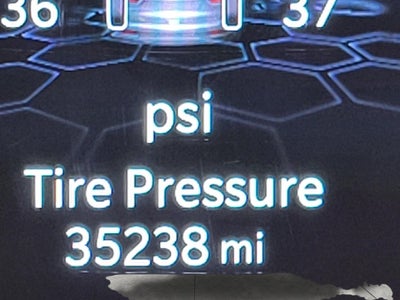 36 37
psi
Tire Pressure
35238 mi